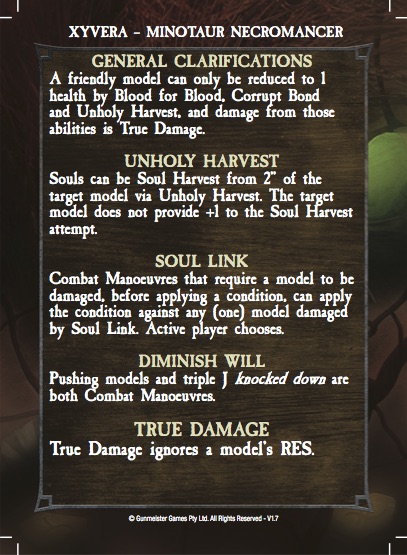 XYVERA – MINOTAUR NECROMANCER
GENERAL CLARIFICATIONS
A friendly model can only be reduced to 1
health by Blood for Blood, Corrupt Bond
and Unholy Harvest, and damage from those
abilities is True Damage.
UNHOLY HARVEST
Souls can be Soul Harvest from 2” of the
target model via Unholy Harvest. The target
model does not provide +1 to the Soul Harvest
attempt.
SOUL LINK
Combat Manoeuvres that require a model to be
damaged, before applying a condition, can apply
the condition against any (one) model damaged
by Soul Link. Active player chooses.
DIMINISH WILL
Pushing models and triple J knocked down are
both Combat Manoeuvres.
TRUE DAMAGE
True Damage ignores a model's RES.
© Gunmeister Games Pty Ltd. All Rights Reserved - V1.7